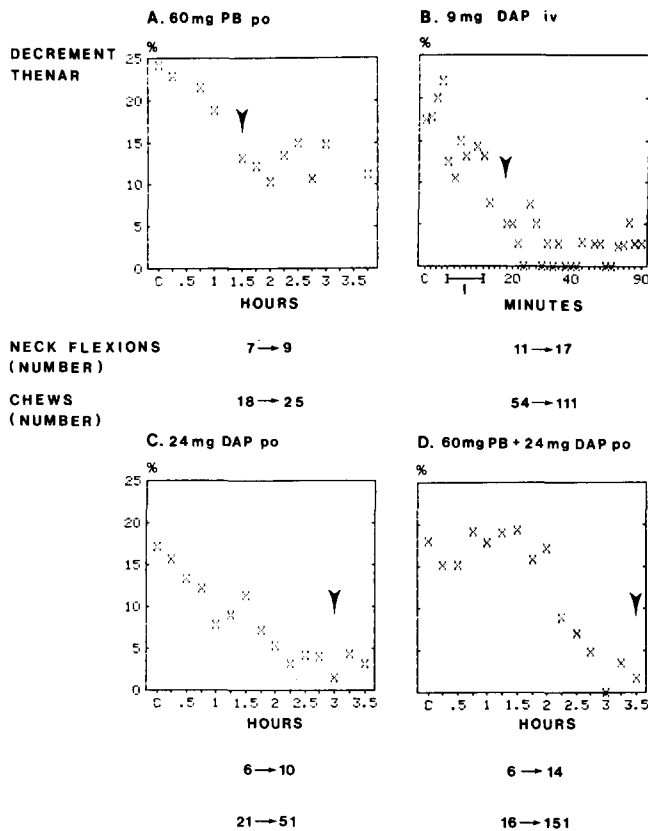 A. 60mg PB po
B. 9mg DAP iv
DECREMENT
THENAR
%
%
25
20
15
10
5
0
C .5 1 1.5 2 2.5 3 3.5
HOURS
C 20 40 90
I
MINUTES
NECK FLEXIONS
(NUMBER)
7→9
11→17
CHEWS
(NUMBER)
18→25
54→111
C. 24mg DAP po
D. 60mg PB + 24mg DAP po
%
%
25
20
15
10
5
0
C .5 1 1.5 2 2.5 3 3.5
HOURS
C .5 1 1.5 2 2.5 3 3.5
HOURS
6→10
6→14
21→51
16→151